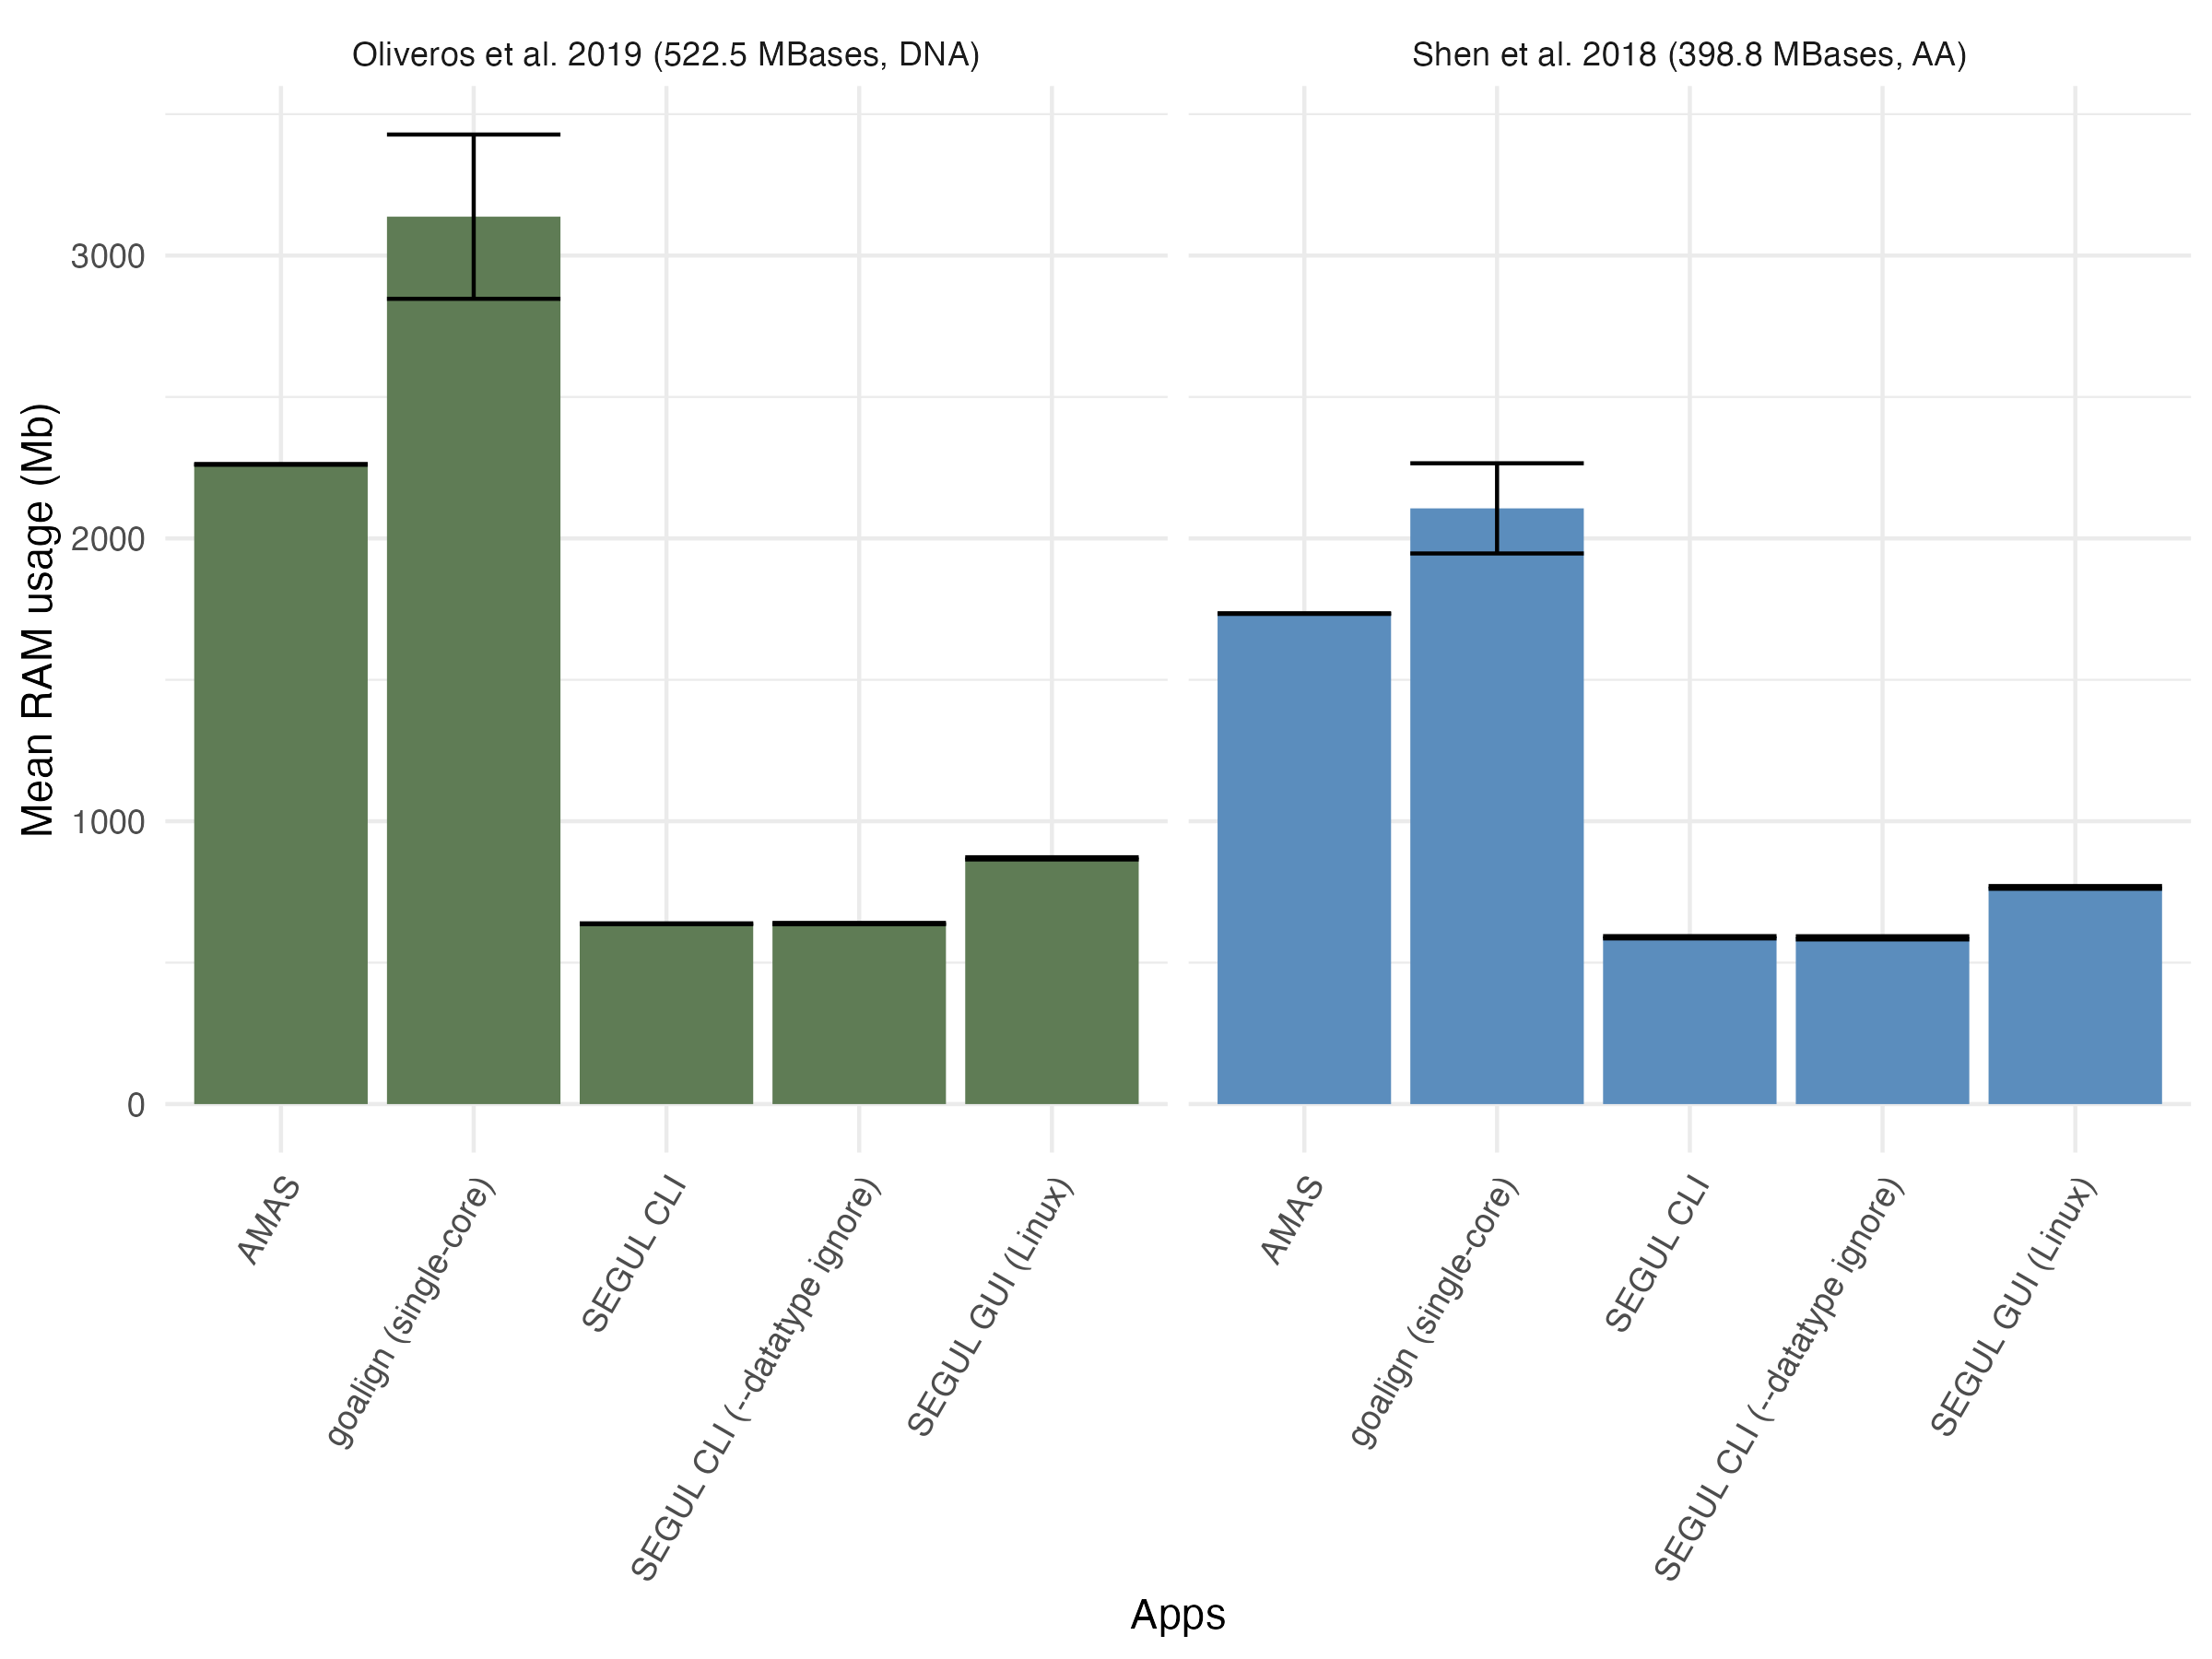 Oliveros et al. 2019 (522.5 MBases, DNA)
Shen et al. 2018 (398.8 MBases, AA)
Mean RAM usage (Mb)
3000
2000
1000
0
AMAS
goalign (single-core)
SEGUL CLI
SEGUL CLI (--datatype ignore)
SEGUL GUI (Linux)
AMAS
goalign (single-core)
SEGUL CLI
SEGUL CLI (--datatype ignore)
SEGUL GUI (Linux)
Apps